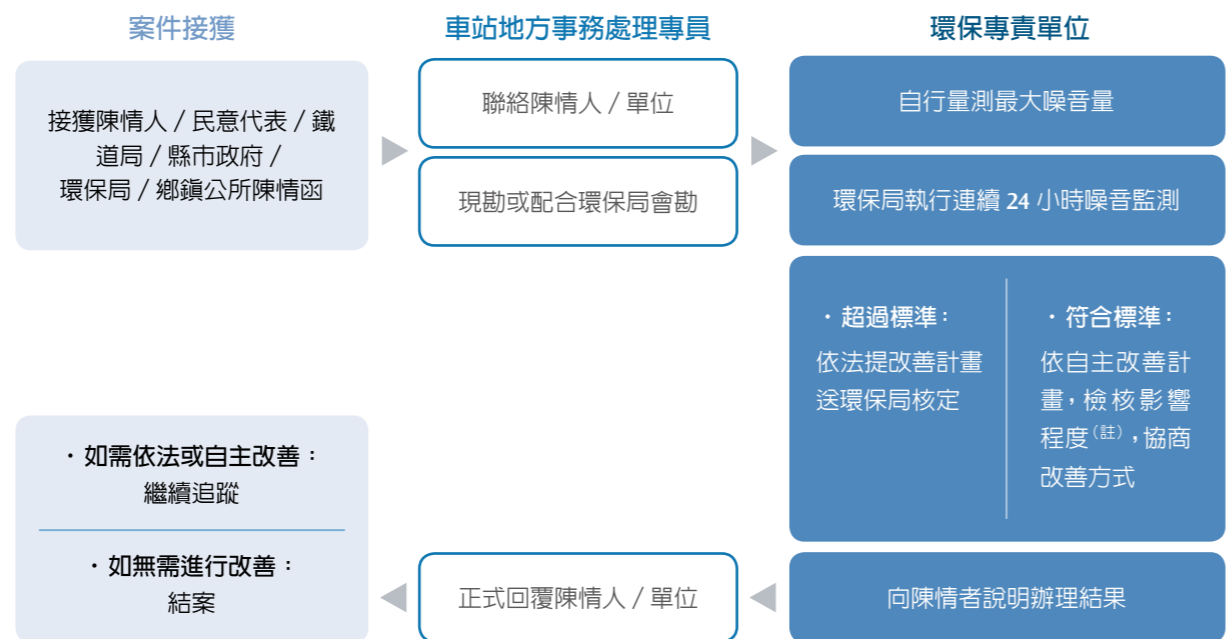 案件接獲
車站地方事務處理專員
環保專責單位
接獲陳情人 / 民意代表 / 鐵
道局 / 縣市政府 /
環保局 / 鄉鎮公所陳情函
聯絡陳情人 / 單位
現勘或配合環保局會勘
自行量測最大噪音量
環保局執行連續 24 小時噪音監測
・超過標準：
依法提改善計畫
送環保局核定
・符合標準：
依自主改善計
畫，檢核影響
程度（註），協商
改善方式
向陳情者說明辦理結果
正式回覆陳情人 / 單位
・如需依法或自主改善：
繼續追蹤
・如無需進行改善：
結案